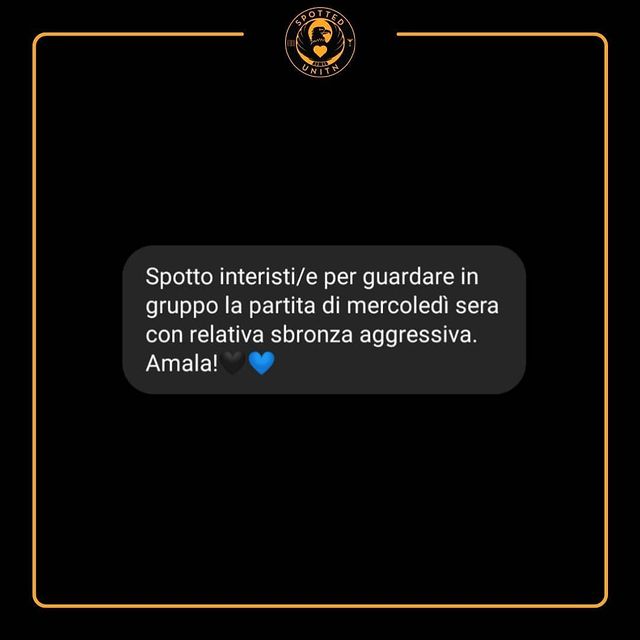 SPOTTED
UNITN
Spotto interisti/e per guardare in
gruppo la partita di mercoledì sera
con relativa sbronza aggressiva.
Amala!🖤💙